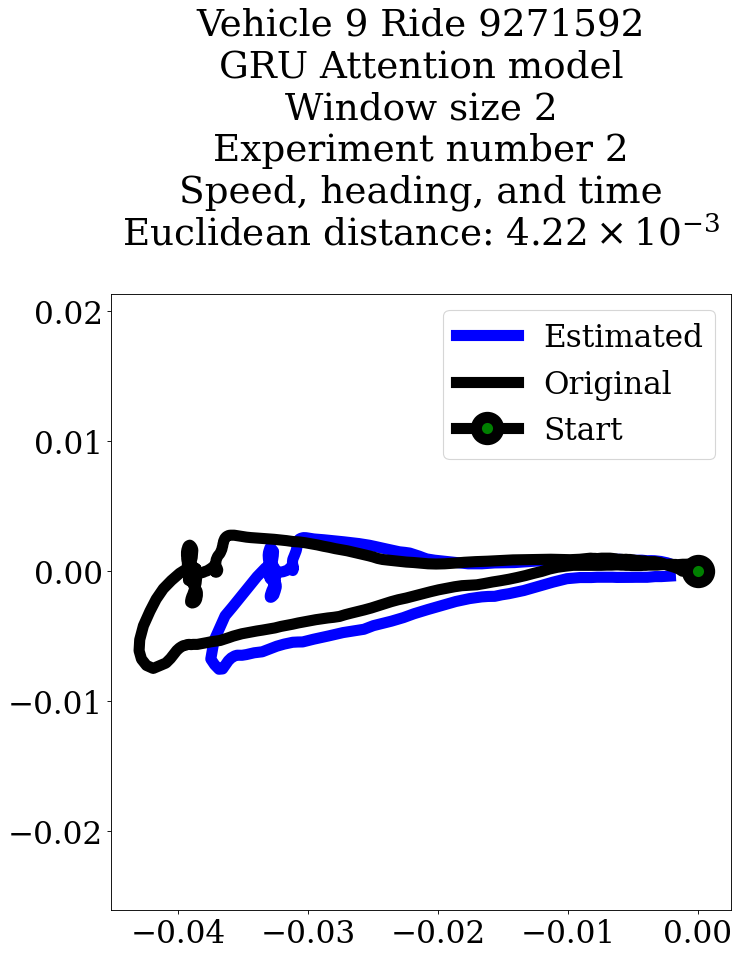 Vehicle 9 Ride 9271592
GRU Attention model
Window size 2
Experiment number 2
Speed, heading, and time
Euclidean distance: 4.22 × 10⁻³
0.02
0.01
0.00
−0.01
−0.02
Estimated
Original
Start
−0.04
−0.03
−0.02
−0.01
0.00